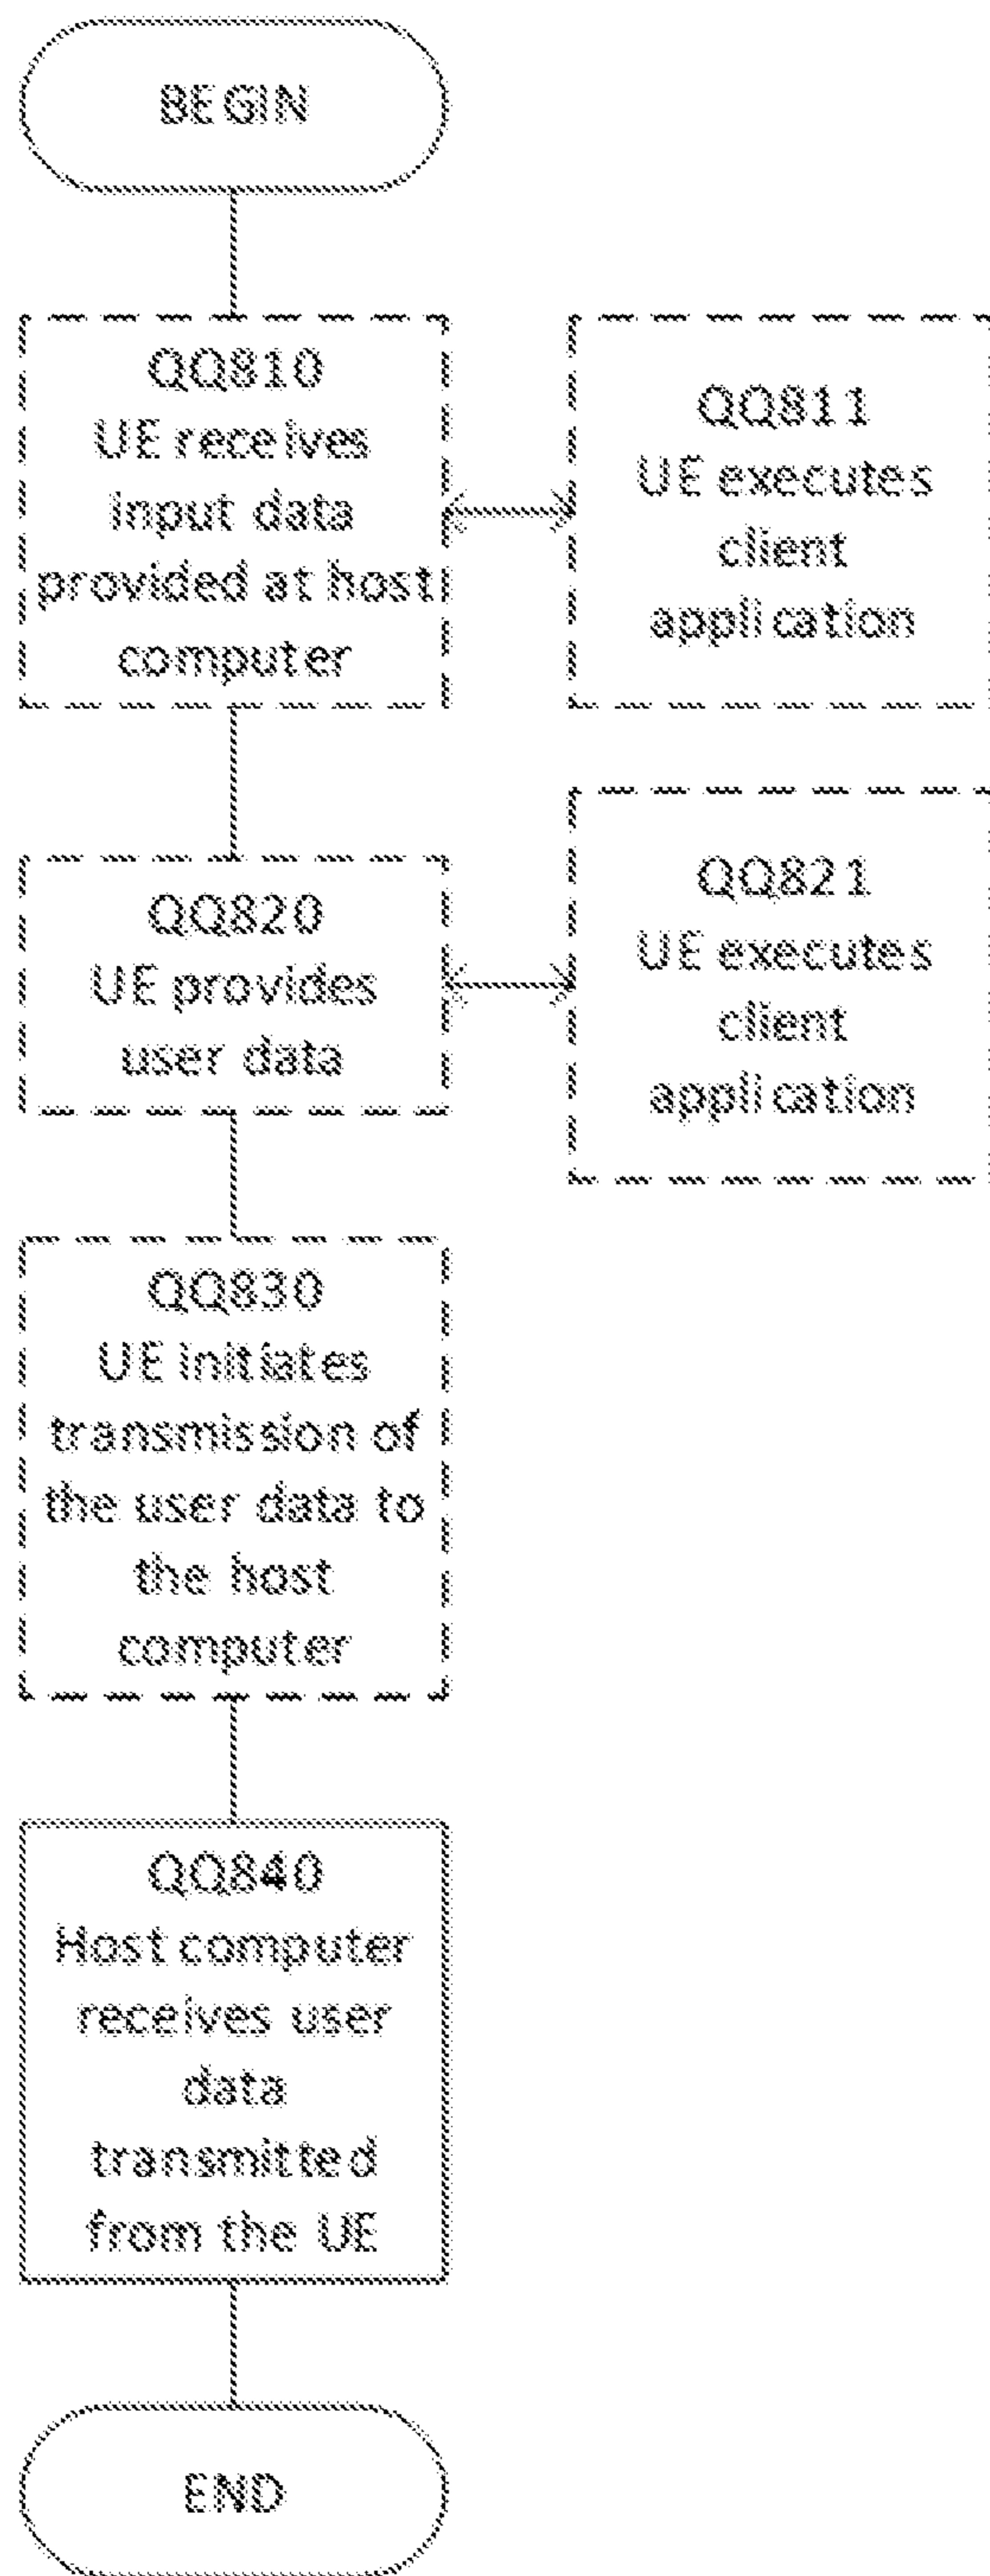 BEGIN
QQ810
UE receives
input data
provided at host
computer
QQ811
UE executes
client
application
QQ820
UE provides
user data
QQ821
UE executes
client
application
QQ830
UE initiates
transmission of
the user data to
the host
computer
QQ840
Host computer
receives user
data
transmitted
from the UE
END